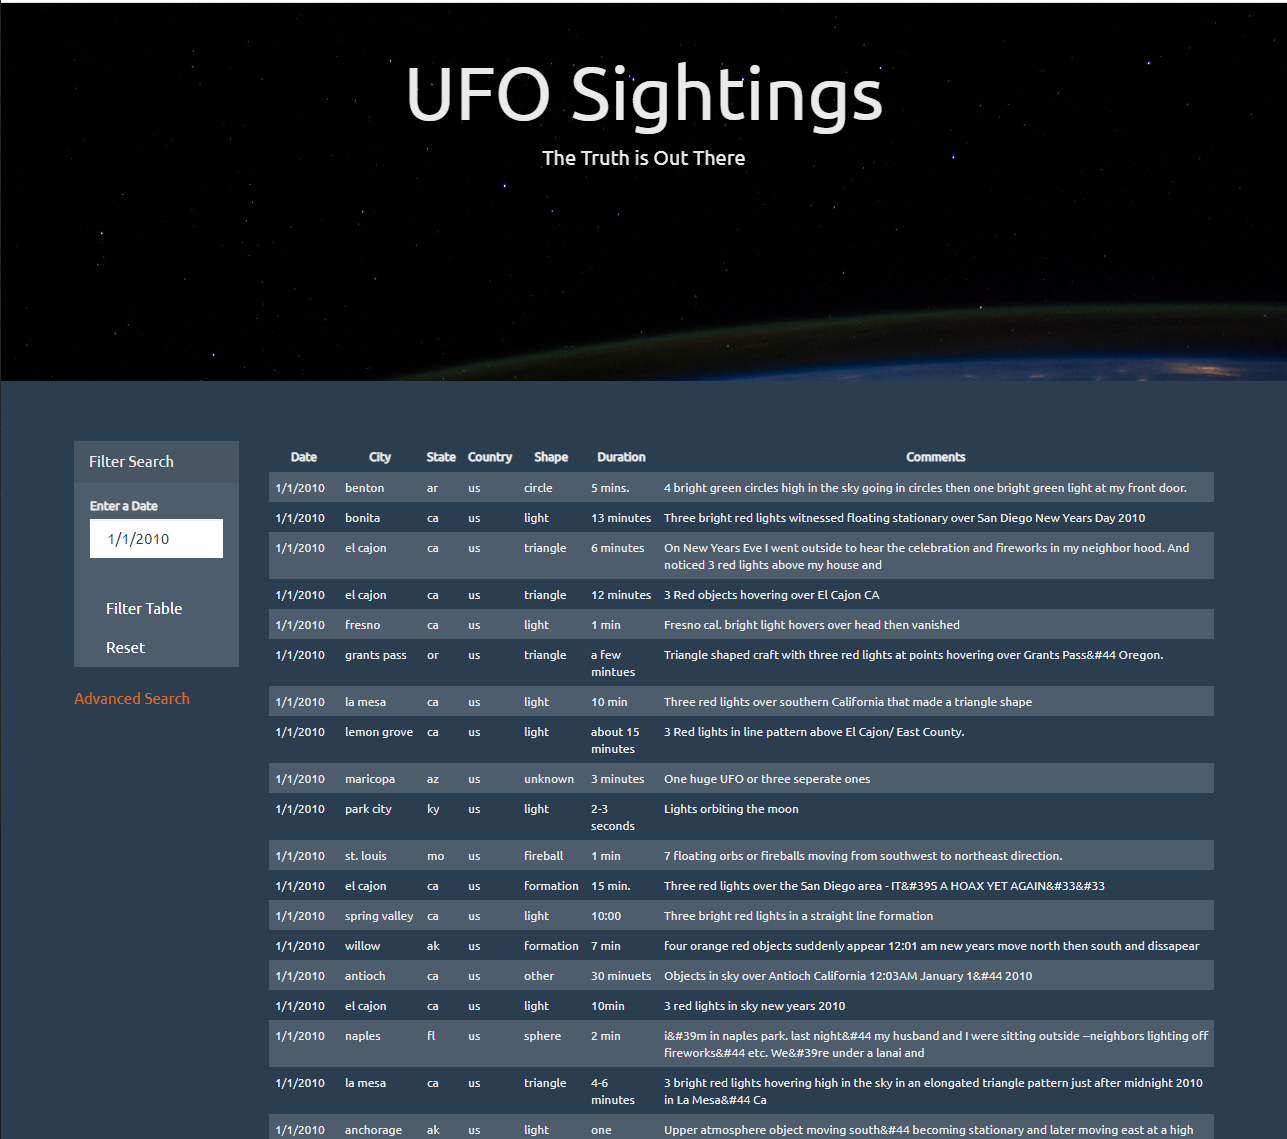 UFO Sightings
The Truth is Out There
Filter Search
Enter a Date
1/1/2010
Filter Table
Reset
Advanced Search
Date City State Country Shape Duration Comments
1/1/2010 benton ar us circle 5 mins. 4 bright green circles high in the sky going in circles then one bright green light at my front door.
1/1/2010 bonita ca us light 13 minutes Three bright red lights witnessed floating stationary over San Diego New Years Day 2010
1/1/2010 el cajon ca us triangle 6 minutes On New Years Eve I went outside to hear the celebration and fireworks in my neighbor hood. And
noticed 3 red lights above my house and
1/1/2010 el cajon ca us triangle 12 minutes 3 Red objects hovering over El Cajon CA
1/1/2010 fresno ca us light 1 min Fresno cal. bright light hovers over head then vanished
1/1/2010 grants pass or us triangle a few Triangle shaped craft with three red lights at points hovering over Grants Pass&#44 Oregon.
mintues
1/1/2010 la mesa ca us light 10 min Three red lights over southern California that made a triangle shape
1/1/2010 lemon grove ca us light about 15 3 Red lights in line pattern above El Cajon/ East County.
minutes
1/1/2010 maricopa az us unknown 3 minutes One huge UFO or three seperate ones
1/1/2010 park city ky us light 2-3 Lights orbiting the moon
seconds
1/1/2010 st. louis mo us fireball 1 min 7 floating orbs or fireballs moving from southwest to northeast direction.
1/1/2010 el cajon ca us formation 15 min. Three red lights over the San Diego area - IT&#39S A HOAX YET AGAIN&#33&#33
1/1/2010 spring valley ca us light 10:00 Three bright red lights in a straight line formation
1/1/2010 willow ak us formation 7 min four orange red objects suddenly appear 12:01 am new years move north then south and dissapear
1/1/2010 antioch ca us other 30 minuets Objects in sky over Antioch California 12:03AM January 1&#44 2010
1/1/2010 el cajon ca us light 10min 3 red lights in sky new years 2010
1/1/2010 naples fl us sphere 2 min i&#39m in naples park. last night&#44 my husband and I were sitting outside --neighbors lighting off
fireworks&#44 etc. We&#39re under a lanai and
1/1/2010 la mesa ca us triangle 4-6 3 bright red lights hovering high in the sky in an elongated triangle pattern just after midnight 2010
minutes in La Mesa&#44 Ca
1/1/2010 anchorage ak us light one Upper atmosphere object moving south&#44 becoming stationary and later moving east at a high